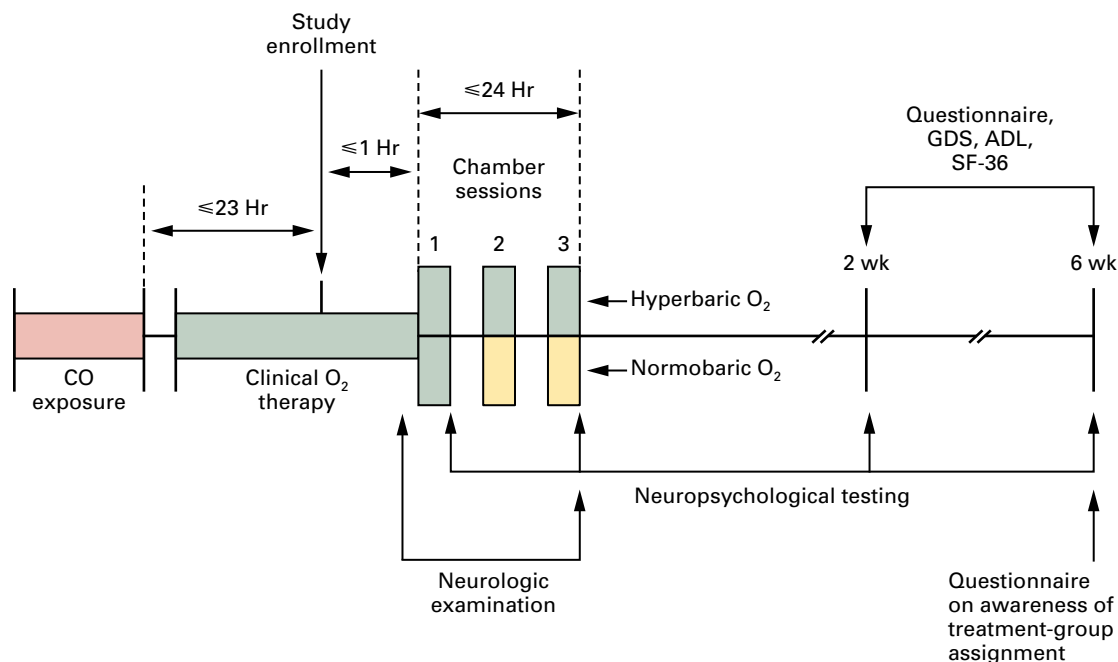 Study
enrollment
≤24 Hr
≤1 Hr
Chamber
sessions
Questionnaire,
GDS, ADL,
SF-36
≤23 Hr
1
2
3
2 wk
6 wk
Hyperbaric O₂
Normobaric O₂
CO
exposure
Clinical O₂
therapy
Neuropsychological testing
Neurologic
examination
Questionnaire
on awareness of
treatment-group
assignment